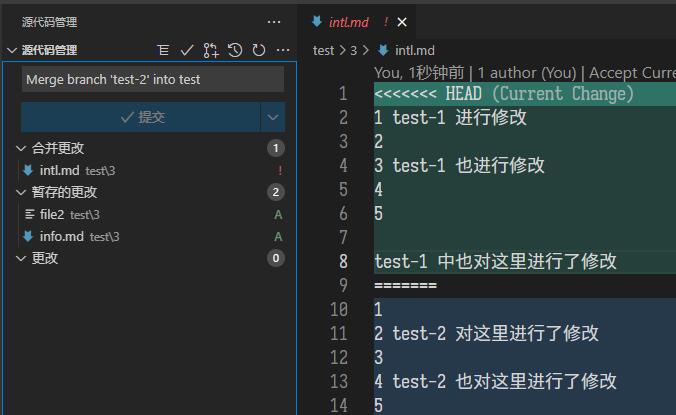 源代码管理
源代码管理
Merge branch 'test-2' into test
提交
合并更改 1
intl.md test\3 !
暂存的更改 2
file2 test\3 A
info.md test\3 A
更改 0
intl.md !
test > 3 > intl.md
You, 1秒钟前 | 1 author (You) | Accept Curre
1 <<<<<<< HEAD (Current Change)
2 1 test-1 进行修改
3 2
4 3 test-1 也进行修改
5 4
6 5
7
8 test-1 中也对这里进行了修改
9 =======
10 1
11 2 test-2 对这里进行了修改
12 3
13 4 test-2 也对这里进行了修改
14 5